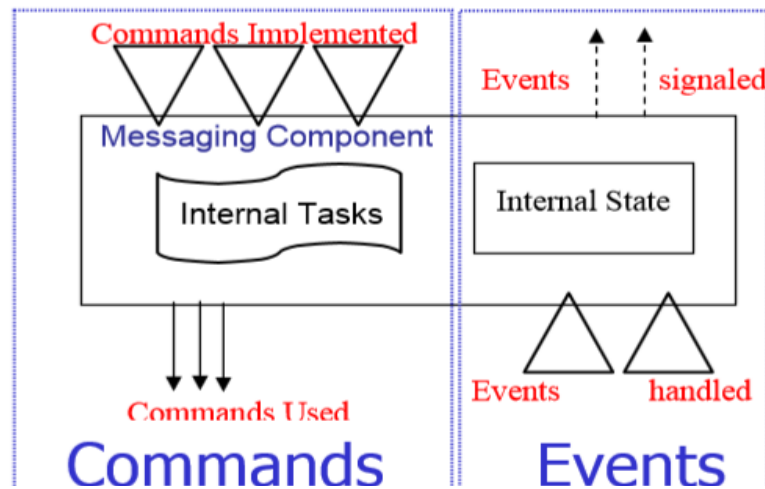 Commands Implemented
Events signaled
Messaging Component
Internal Tasks
Internal State
Events handled
Commands Used
Commands
Events